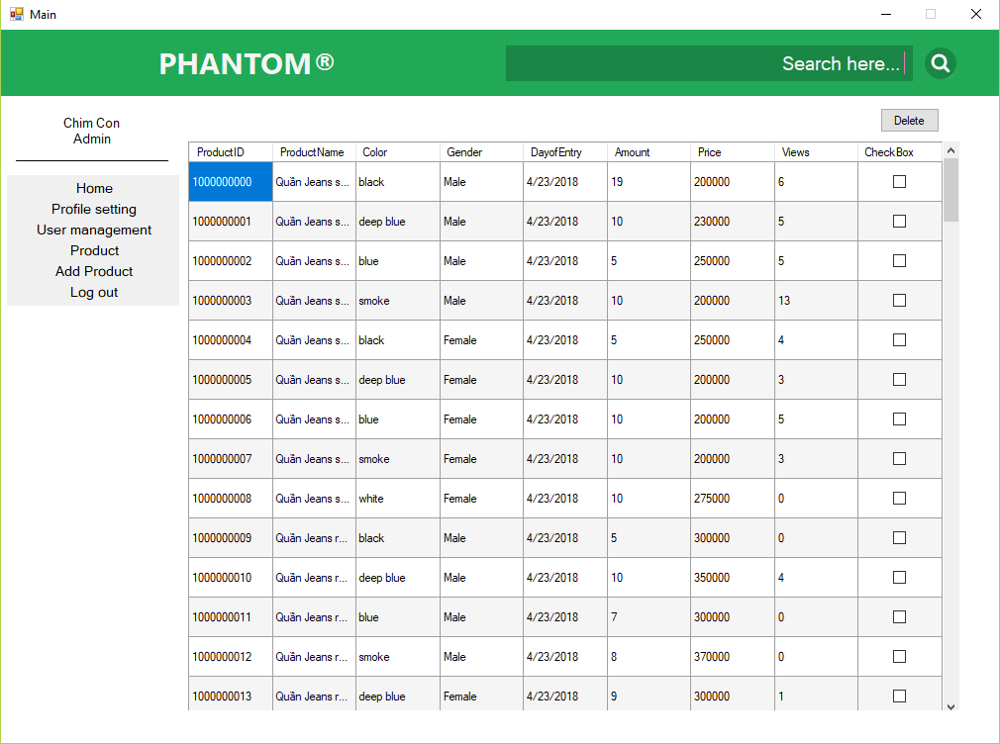 Main
PHANTOM®
Search here...
Chim Con
Admin
Home
Profile setting
User management
Product
Add Product
Log out
Delete
ProductID ProductName Color Gender DayofEntry Amount Price Views CheckBox
1000000000 Quần Jeans s... black Male 4/23/2018 19 200000 6
1000000001 Quần Jeans s... deep blue Male 4/23/2018 10 230000 5
1000000002 Quần Jeans s... blue Male 4/23/2018 5 250000 5
1000000003 Quần Jeans s... smoke Male 4/23/2018 10 200000 13
1000000004 Quần Jeans s... black Female 4/23/2018 5 250000 4
1000000005 Quần Jeans s... deep blue Female 4/23/2018 10 200000 3
1000000006 Quần Jeans s... blue Female 4/23/2018 10 200000 5
1000000007 Quần Jeans s... smoke Female 4/23/2018 10 200000 3
1000000008 Quần Jeans s... white Female 4/23/2018 10 275000 0
1000000009 Quần Jeans r... black Male 4/23/2018 5 300000 0
1000000010 Quần Jeans r... deep blue Male 4/23/2018 10 350000 4
1000000011 Quần Jeans r... blue Male 4/23/2018 7 300000 0
1000000012 Quần Jeans r... smoke Male 4/23/2018 8 370000 0
1000000013 Quần Jeans r... deep blue Female 4/23/2018 9 300000 1